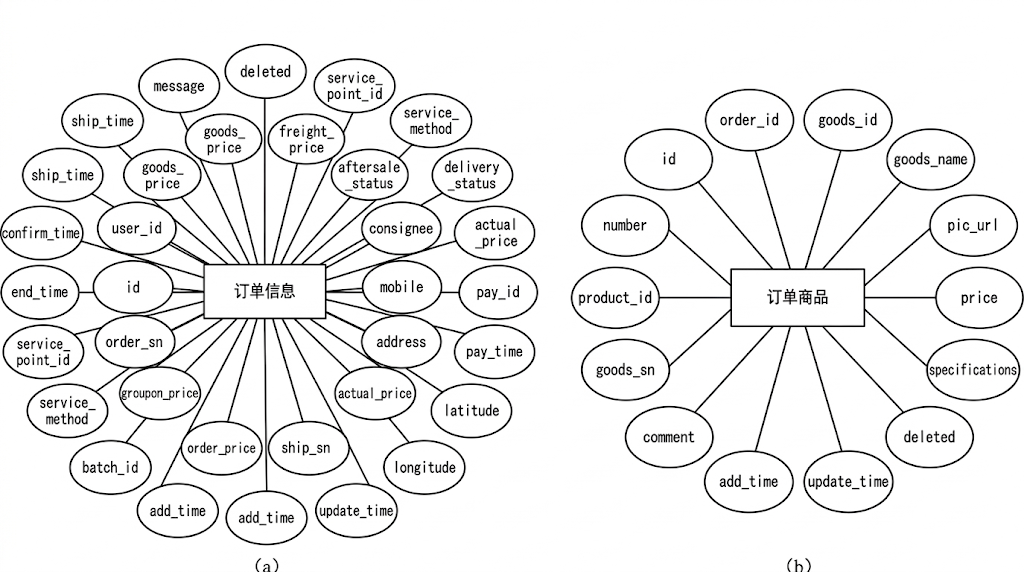 deleted
message
service_
point_id
ship_time
goods_
price
freight_
price
service_
method
ship_time
goods_
price
aftersale
_status
delivery
_status
confirm_time
user_id
consignee
actual
_price
end_time
id
订单信息
mobile
pay_id
service_
point_id
order_sn
address
pay_time
service_
method
groupon_price
actual_price
latitude
batch_id
order_price
ship_sn
longitude
add_time
add_time
update_time
(a)
order_id
goods_id
id
goods_name
number
pic_url
product_id
订单商品
price
goods_sn
specifications
comment
deleted
add_time
update_time
(b)